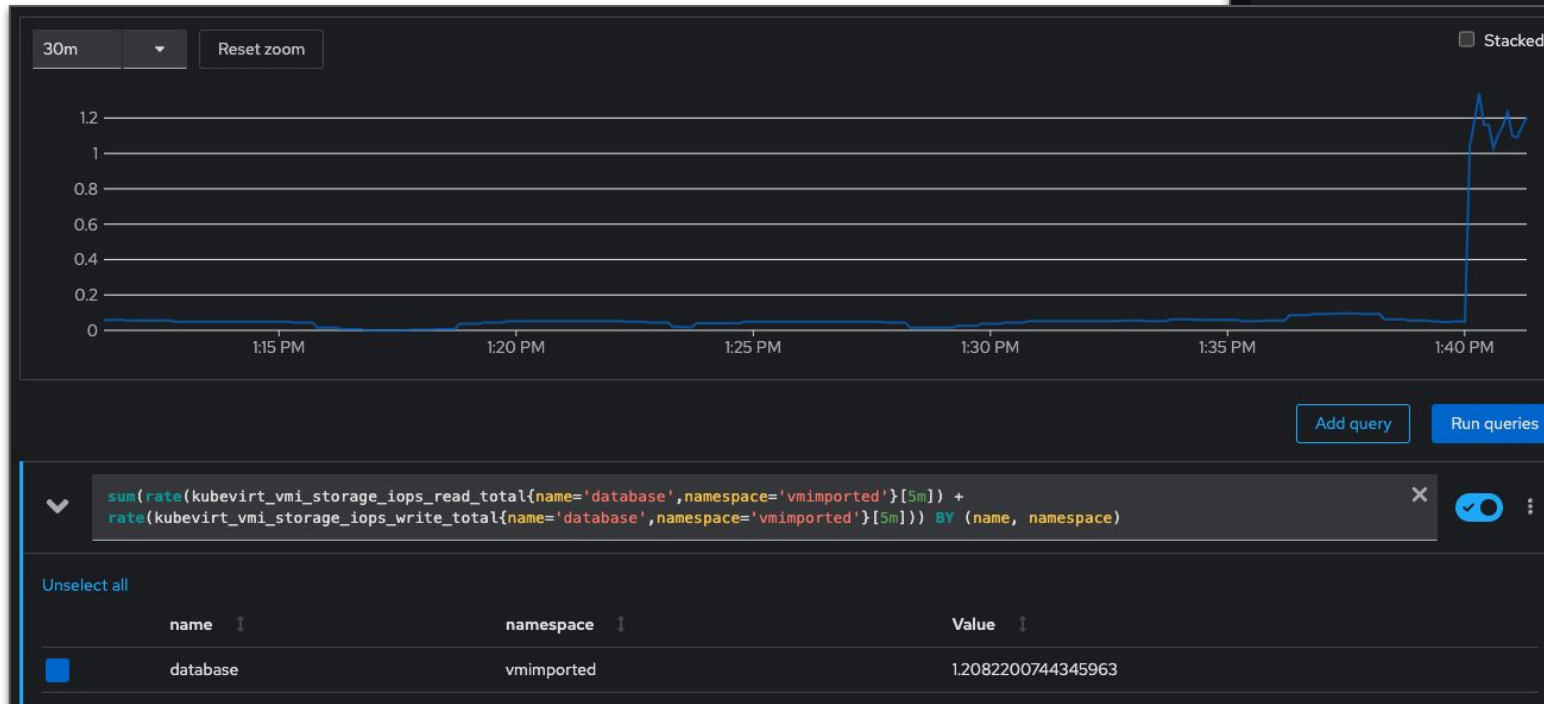 30m
Reset zoom
Stacked
1.2
1
0.8
0.6
0.4
0.2
0
1:15 PM 1:20 PM 1:25 PM 1:30 PM 1:35 PM 1:40 PM
Add query
Run queries
sum(rate(kubevirt_vmi_storage_iops_read_total{name='database',namespace='vmimported'}[5m]) +
rate(kubevirt_vmi_storage_iops_write_total{name='database',namespace='vmimported'}[5m])) BY (name, namespace)
Unselect all
name namespace Value
database vmimported 1.2082200744345963